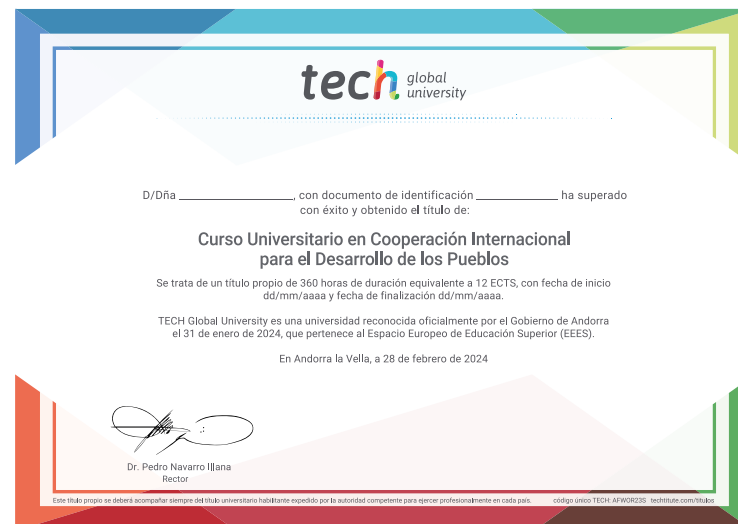 tech global
university
D/Dña ____________________, con documento de identificación ______________ ha superado
con éxito y obtenido el título de:
Curso Universitario en Cooperación Internacional
para el Desarrollo de los Pueblos
Se trata de un título propio de 360 horas de duración equivalente a 12 ECTS, con fecha de inicio
dd/mm/aaaa y fecha de finalización dd/mm/aaaa.
TECH Global University es una universidad reconocida oficialmente por el Gobierno de Andorra
el 31 de enero de 2024, que pertenece al Espacio Europeo de Educación Superior (EEES).
En Andorra la Vella, a 28 de febrero de 2024
Dr. Pedro Navarro Illana
Rector
Este título propio se deberá acompañar siempre del título universitario habilitante expedido por la autoridad competente para ejercer profesionalmente en cada país. código único TECH: AFWOR23S techtitute.com/titulos